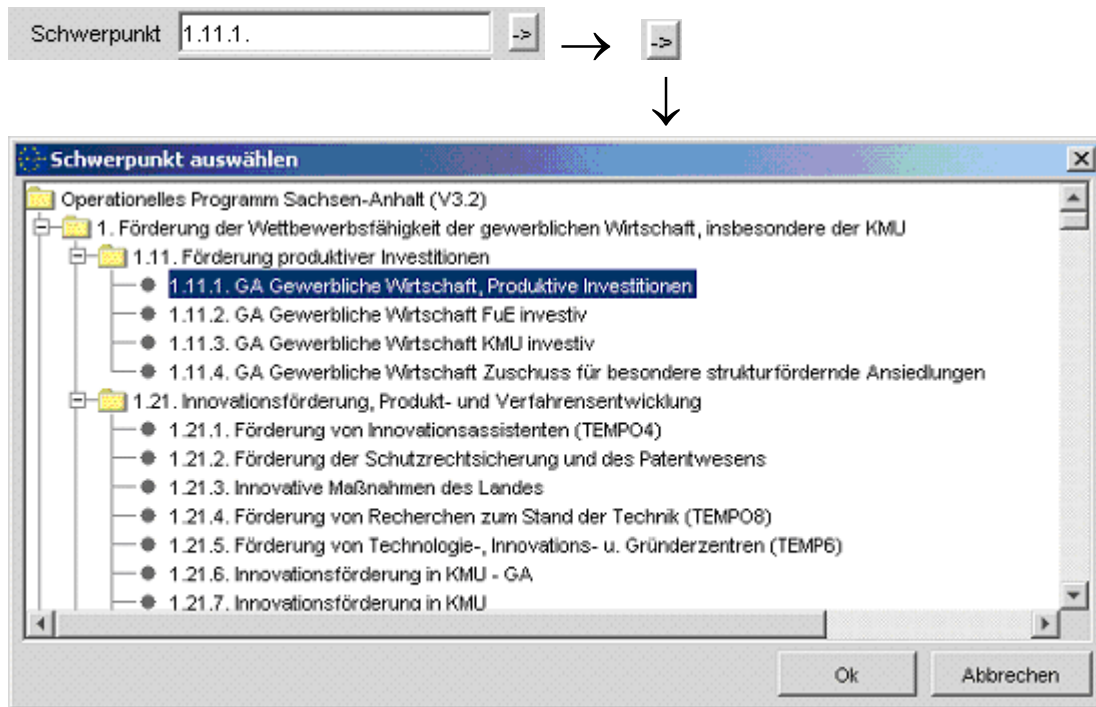 Schwerpunkt 1.11.1. -> ->
Schwerpunkt auswählen
Operationelles Programm Sachsen-Anhalt (V3.2)
1. Förderung der Wettbewerbsfähigkeit der gewerblichen Wirtschaft, insbesondere der KMU
1.11. Förderung produktiver Investitionen
1.11.1. GA Gewerbliche Wirtschaft, Produktive Investitionen
1.11.2. GA Gewerbliche Wirtschaft FuE investiv
1.11.3. GA Gewerbliche Wirtschaft KMU investiv
1.11.4. GA Gewerbliche Wirtschaft Zuschuss für besondere strukturfördernde Ansiedlungen
1.21. Innovationsförderung, Produkt- und Verfahrensentwicklung
1.21.1. Förderung von Innovationsassistenten (TEMPO4)
1.21.2. Förderung der Schutzrechtsicherung und des Patentwesens
1.21.3. Innovative Maßnahmen des Landes
1.21.4. Förderung von Recherchen zum Stand der Technik (TEMPO8)
1.21.5. Förderung von Technologie-, Innovations- u. Gründerzentren (TEMP6)
1.21.6. Innovationsförderung in KMU - GA
1.21.7. Innovationsförderung in KMU
Ok Abbrechen